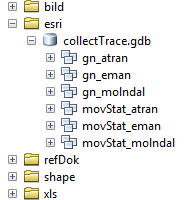 bild
esri
collectTrace.gdb
gn_atran
gn_eman
gn_molndal
movStat_atran
movStat_eman
movStat_molndal
refDok
shape
xls